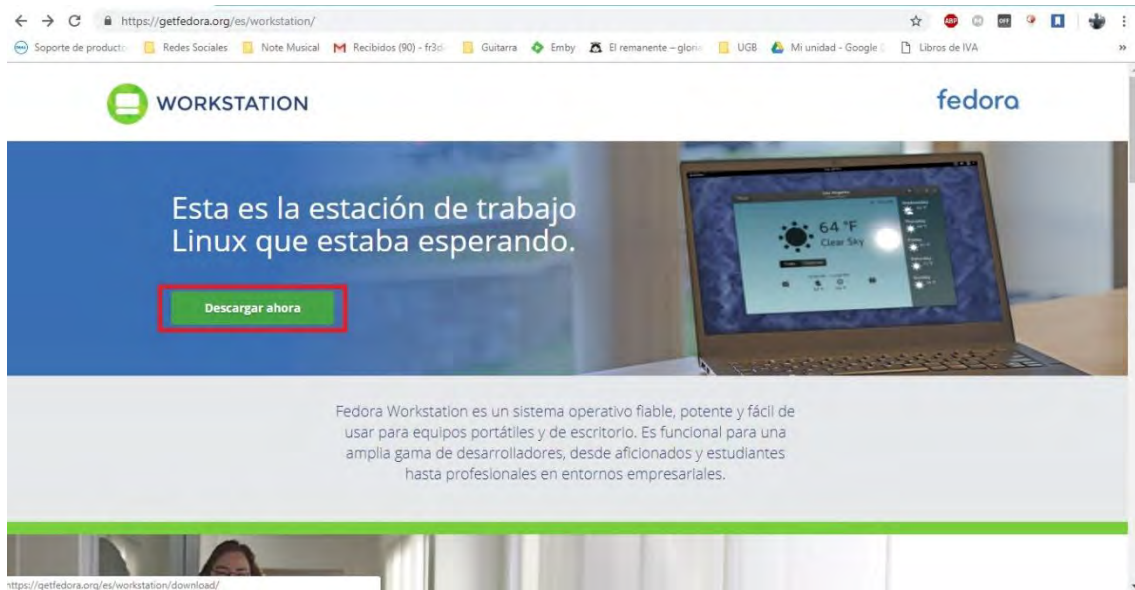 https://getfedora.org/es/workstation/
Soporte de producto
Redes Sociales
Note Musical
Recibidos (90) - fr3d
Guitarra
Emby
El remanente – gloria
UGB
Mi unidad - Google
Libros de IVA
»
WORKSTATION
fedora
Esta es la estación de trabajo
Linux que estaba esperando.
64 °F
Clear Sky
Descargar ahora
Fedora Workstation es un sistema operativo fiable, potente y fácil de
usar para equipos portátiles y de escritorio. Es funcional para una
amplia gama de desarrolladores, desde aficionados y estudiantes
hasta profesionales en entornos empresariales.
https://getfedora.org/es/workstation/download/